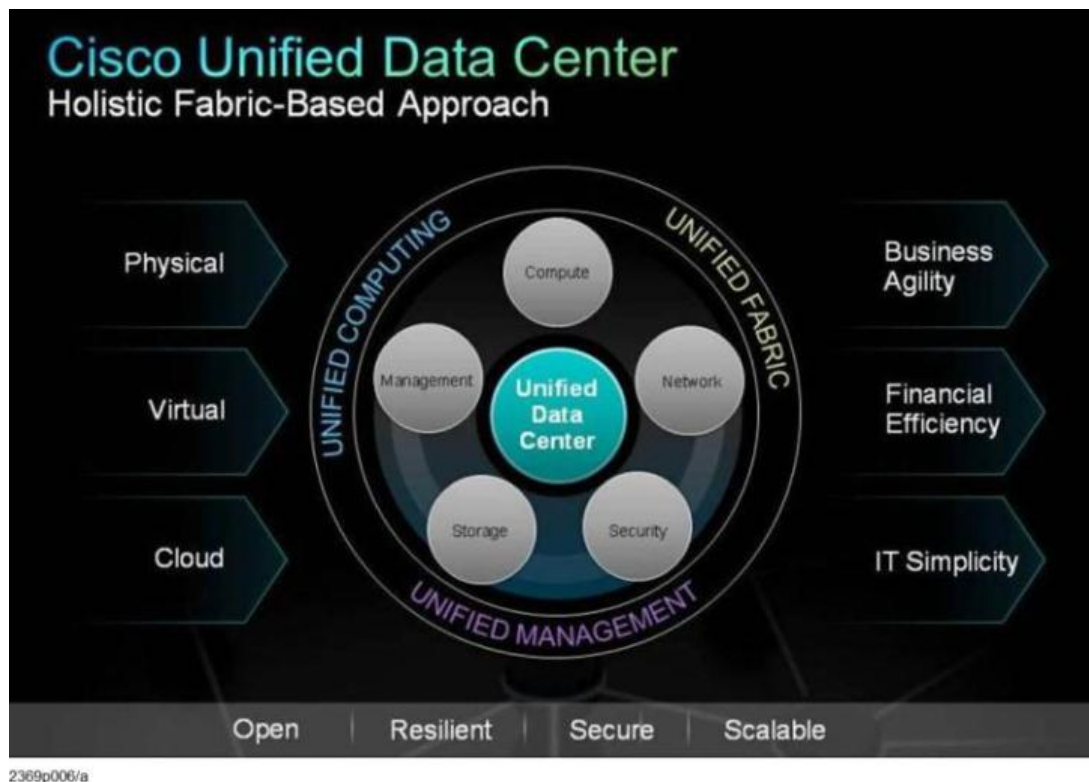 Cisco Unified Data Center
Holistic Fabric-Based Approach
Physical
Virtual
Cloud
UNIFIED COMPUTING
UNIFIED FABRIC
UNIFIED MANAGEMENT
Compute
Management
Network
Unified
Data
Center
Storage
Security
Business
Agility
Financial
Efficiency
IT Simplicity
Open
Resilient
Secure
Scalable
2369p006/a